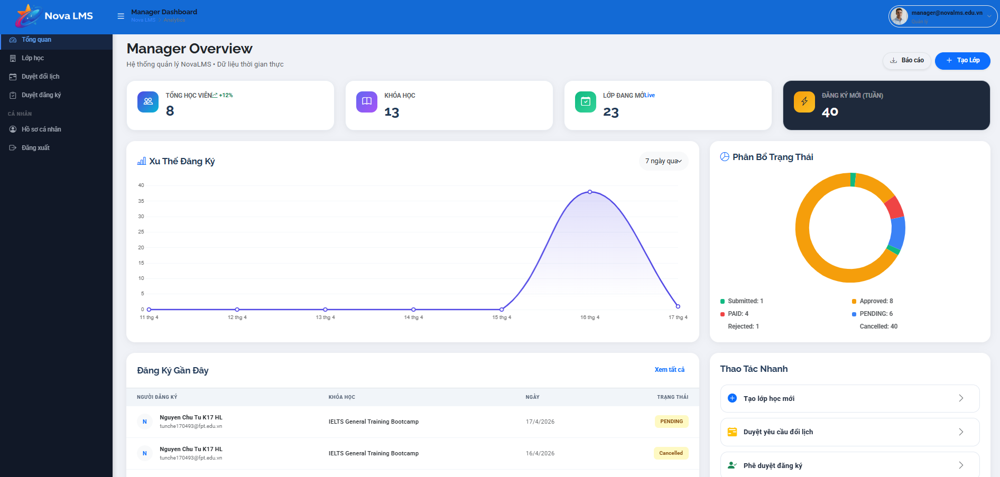 Nova LMS
Manager Dashboard
Nova LMS > Analytics
manager@novalms.edu.vn
Quản lý
Tổng quan
Lớp học
Duyệt đổi lịch
Duyệt đăng ký
CÁ NHÂN
Hồ sơ cá nhân
Đăng xuất
Manager Overview
Hệ thống quản lý NovaLMS • Dữ liệu thời gian thực
Báo cáo
Tạo Lớp
TỔNG HỌC VIÊN +12%
8
KHÓA HỌC
13
LỚP ĐANG MỞ Live
23
ĐĂNG KÝ MỚI (TUẦN)
40
Xu Thế Đăng Ký
7 ngày qua
40
35
30
25
20
15
10
5
0
11 thg 4 12 thg 4 13 thg 4 14 thg 4 15 thg 4 16 thg 4 17 thg 4
Phân Bổ Trạng Thái
Submitted: 1 Approved: 8
PAID: 4 PENDING: 6
Rejected: 1 Cancelled: 40
Đăng Ký Gần Đây
Xem tất cả
NGƯỜI ĐĂNG KÝ KHÓA HỌC NGÀY TRẠNG THÁI
N Nguyen Chu Tu K17 HL
tunche170493@fpt.edu.vn
IELTS General Training Bootcamp 17/4/2026 PENDING
N Nguyen Chu Tu K17 HL
tunche170493@fpt.edu.vn
IELTS General Training Bootcamp 16/4/2026 Cancelled
Thao Tác Nhanh
Tạo lớp học mới
Duyệt yêu cầu đổi lịch
Phê duyệt đăng ký